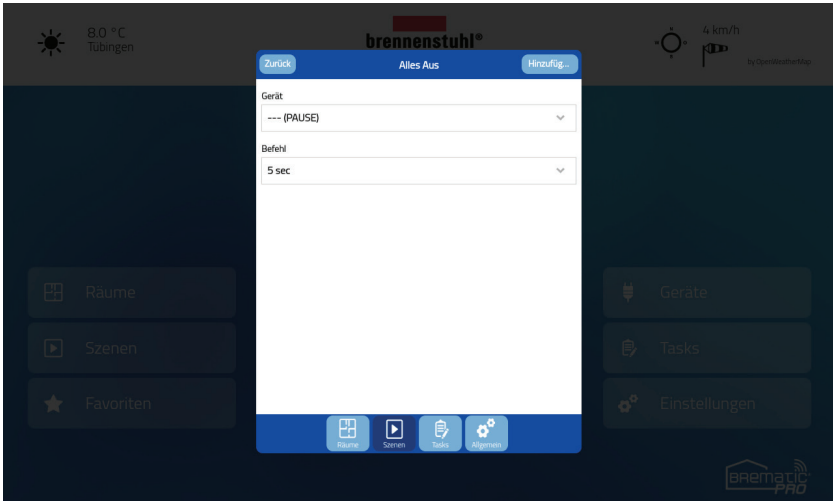 8.0 °C
Tübingen
brennenstuhl®
4 km/h
by OpenWeatherMap
Zurück
Alles Aus
Hinzufüg...
Gerät
--- (PAUSE)
Befehl
5 sec
Räume
Szenen
Favoriten
Geräte
Tasks
Einstellungen
Räume
Szenen
Tasks
Allgemein
BREMATIC
PRO